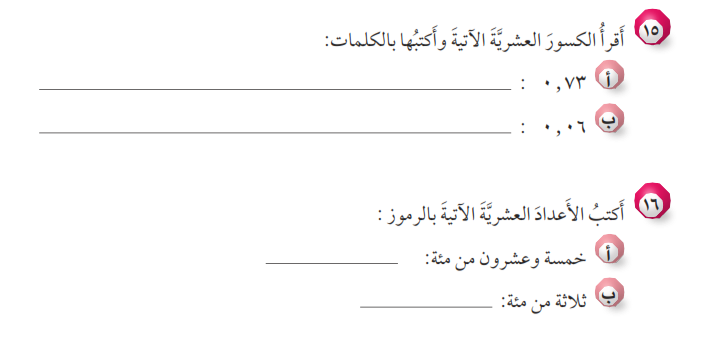 ١٥ أَقرأُ الكسورَ العشريَّةَ الآتيةَ وأَكتبُها بالكلمات:
أ ٠,٧٣ :
ب ٠,٠٦ :
١٦ أَكتبُ الأَعدادَ العشريَّةَ الآتيةَ بالرموز :
أ خمسة وعشرون من مئة:
ب ثلاثة من مئة: